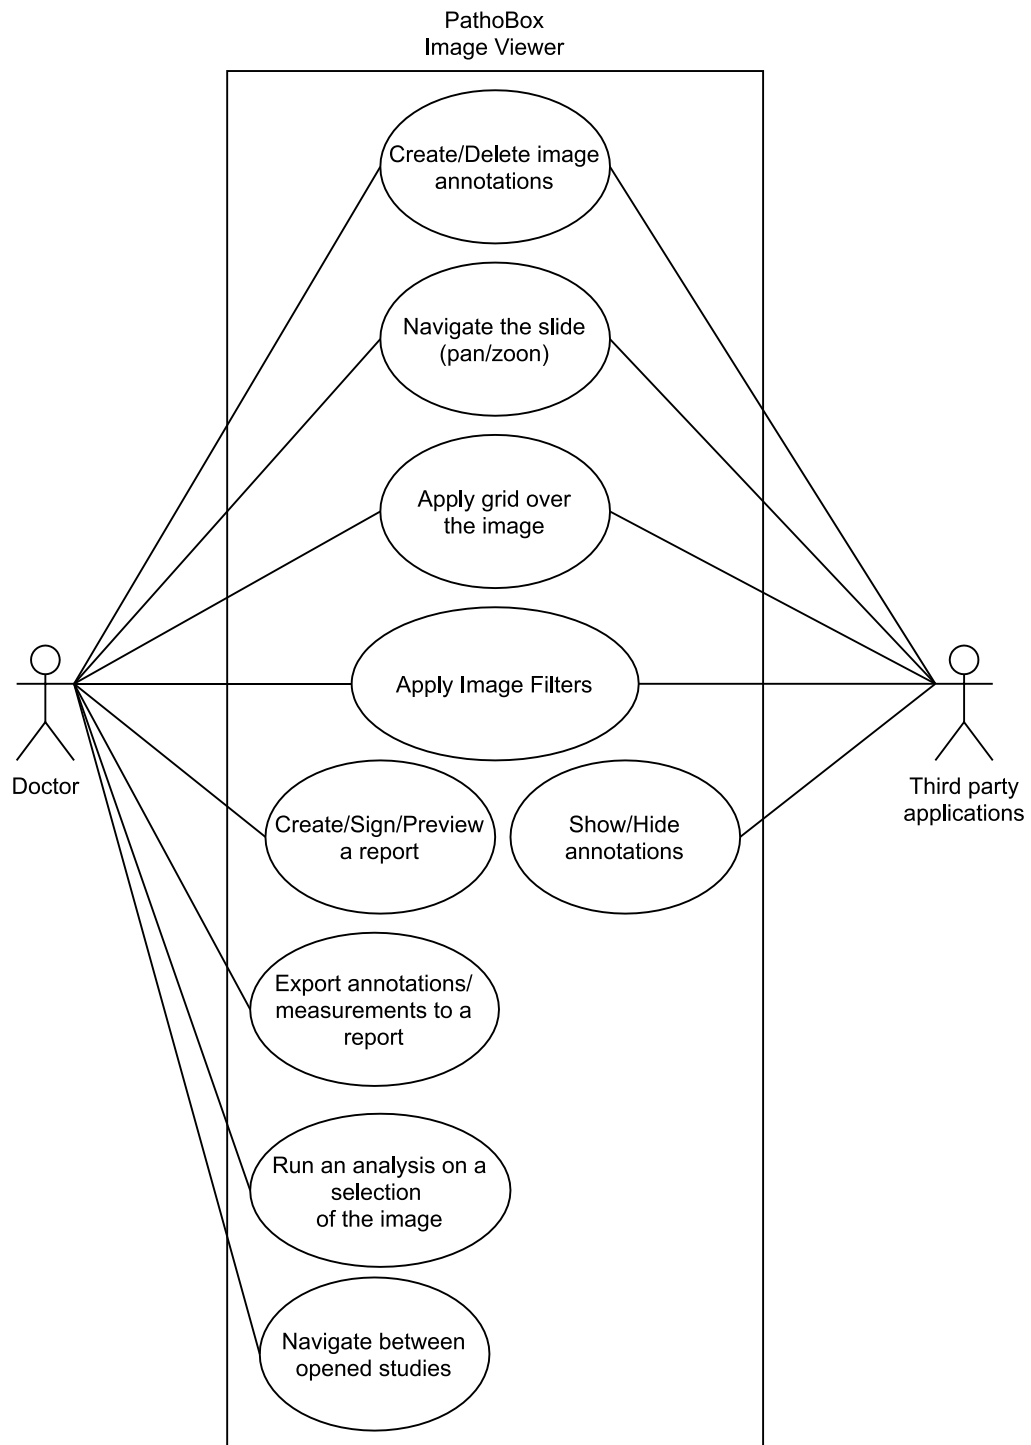 PathoBox
Image Viewer
Create/Delete image
annotations
Navigate the slide
(pan/zoon)
Apply grid over
the image
Apply Image Filters
Doctor
Third party
applications
Create/Sign/Preview
a report
Show/Hide
annotations
Export annotations/
measurements to a
report
Run an analysis on a
selection
of the image
Navigate between
opened studies